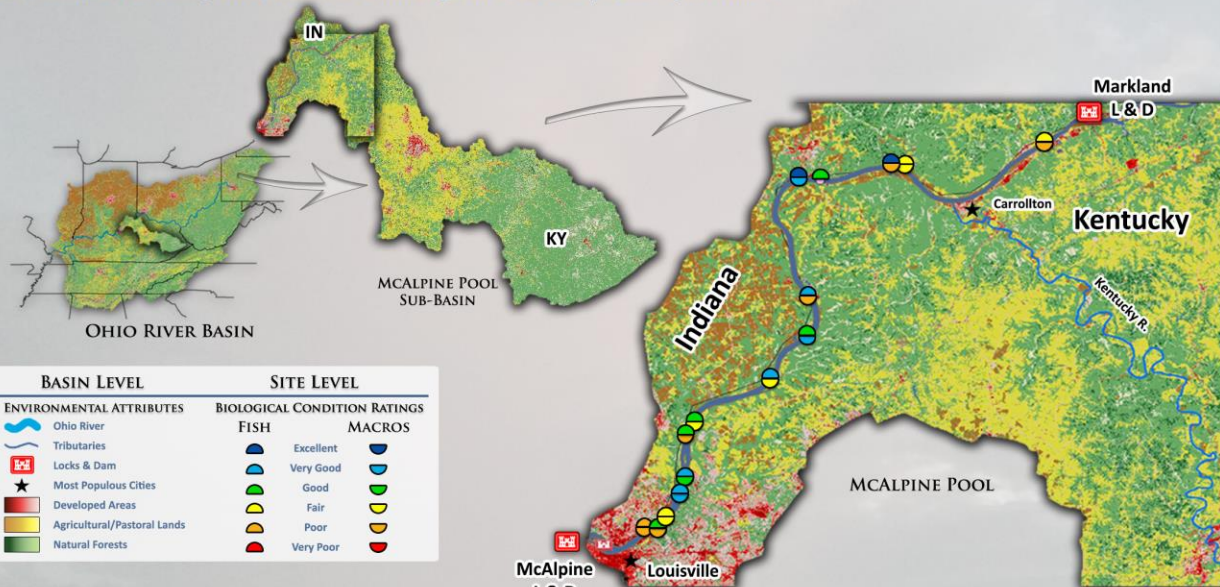 IN
KY
McAlpine Pool
Sub-Basin
Ohio River Basin
Markland
L & D
Carrollton
Kentucky
Kentucky R.
Indiana
McAlpine Pool
McAlpine
Louisville
Basin Level
Environmental Attributes
Ohio River
Tributaries
Locks & Dam
Most Populous Cities
Developed Areas
Agricultural/Pastoral Lands
Natural Forests
Site Level
Biological Condition Ratings
Fish Macros
Excellent
Very Good
Good
Fair
Poor
Very Poor